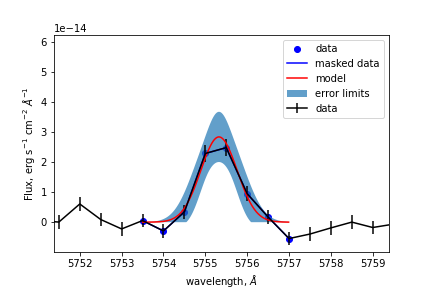 1e−14
6
5
4
3
2
1
0
Flux, erg s⁻¹ cm⁻² Å⁻¹
data
masked data
model
error limits
data
5752 5753 5754 5755 5756 5757 5758 5759
wavelength, Å